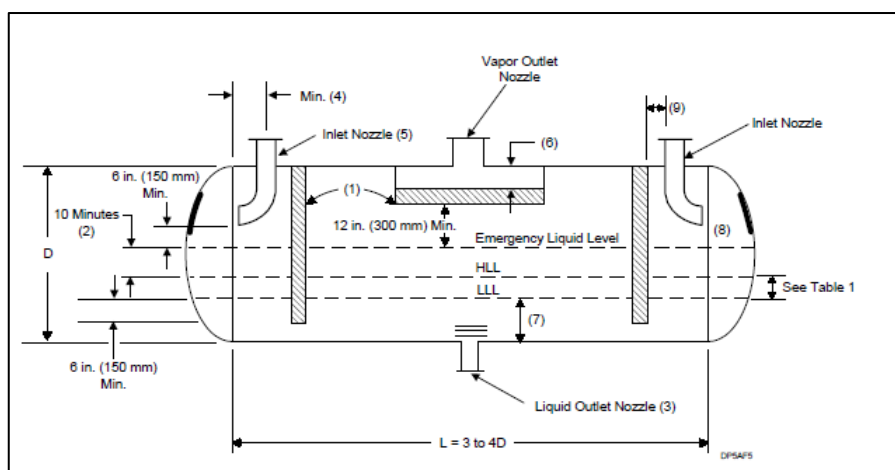 Vapor Outlet
Nozzle
Min. (4)
(9)
Inlet Nozzle (5)
(6)
Inlet Nozzle
6 in. (150 mm)
Min.
(1)
10 Minutes
(2)
12 in. (300 mm) Min.
Emergency Liquid Level
(8)
D
HLL
LLL
See Table 1
(7)
6 in. (150 mm)
Min.
Liquid Outlet Nozzle (3)
L = 3 to 4D
DP5AF5